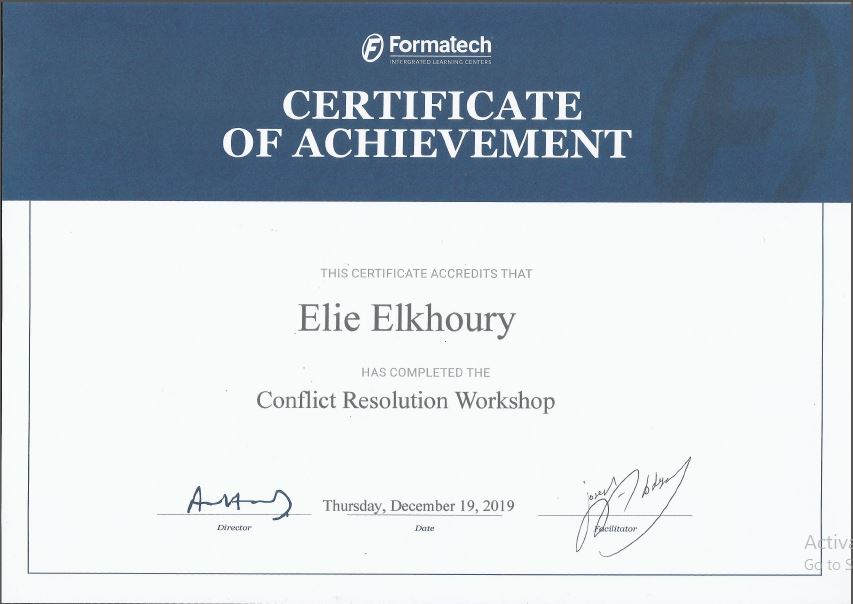 Formatech
INTERGRATED LEARNING CENTERS
CERTIFICATE
OF ACHIEVEMENT
THIS CERTIFICATE ACCREDITS THAT
Elie Elkhoury
HAS COMPLETED THE
Conflict Resolution Workshop
Thursday, December 19, 2019
Director
Date
Facilitator
Go to